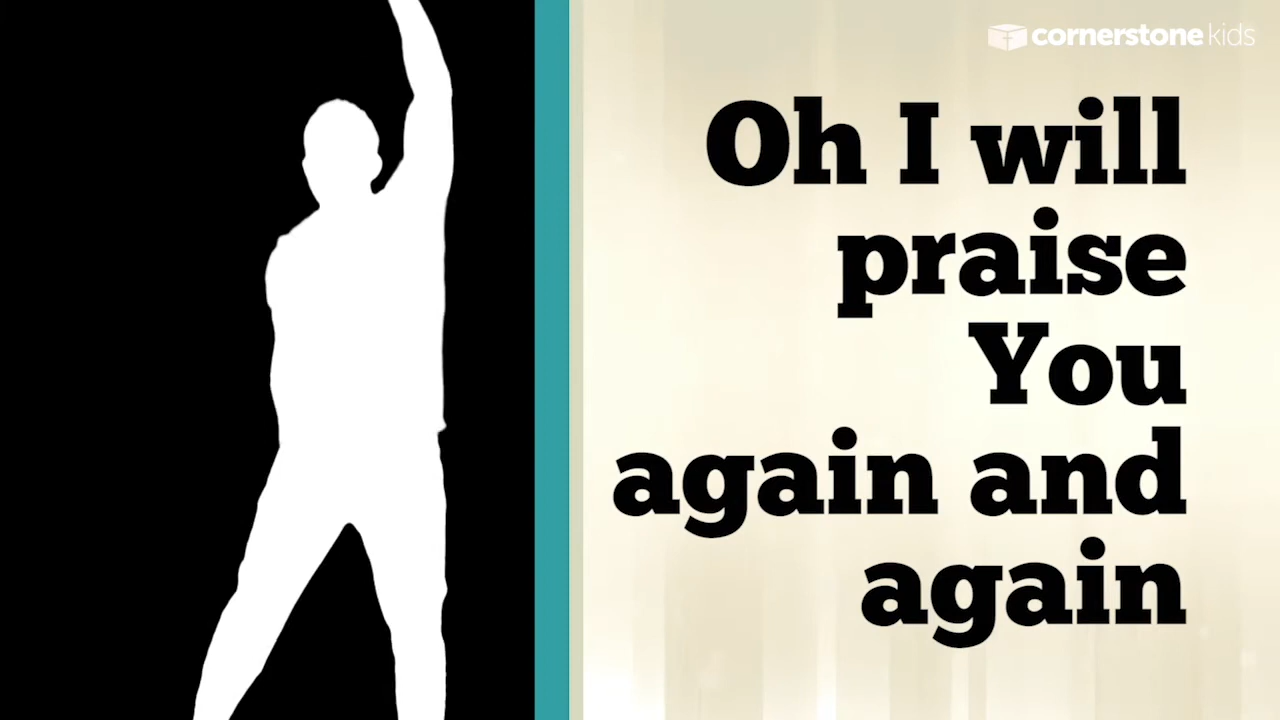 cornerstone kids
Oh I will
praise
You
again and
again